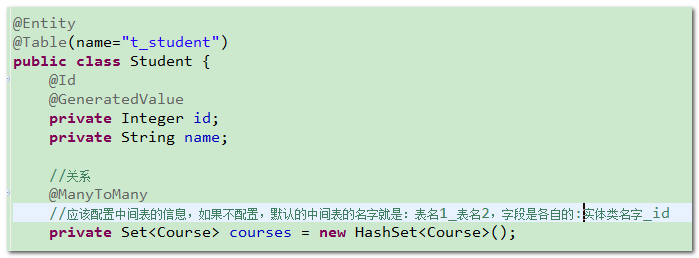 @Entity
@Table(name="t_student")
public class Student {
@Id
@GeneratedValue
private Integer id;
private String name;
//关系
@ManyToMany
//应该配置中间表的信息，如果不配置，默认的中间表的名字就是：表名1_表名2，字段是各自的:实体类名字_id
private Set<Course> courses = new HashSet<Course>();